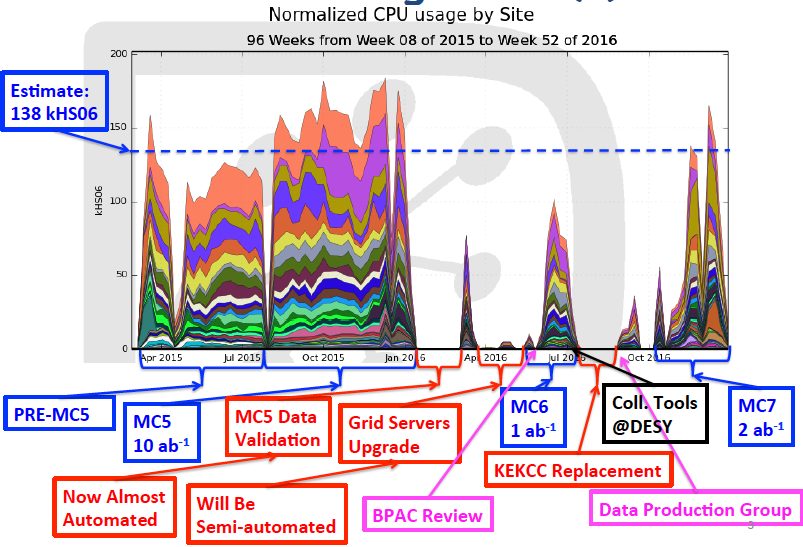 Normalized CPU usage by Site
96 Weeks from Week 08 of 2015 to Week 52 of 2016
200
Estimate:
138 kHS06
150
100
kHS06
50
0
Apr 2015 Jul 2015 Oct 2015 Jan 2016 Apr 2016 Jul 2016 Oct 2016
PRE-MC5
MC5
10 ab-1
MC5 Data
Validation
Grid Servers
Upgrade
MC6
1 ab-1
Coll. Tools
@DESY
MC7
2 ab-1
KEKCC Replacement
Now Almost
Automated
Will Be
Semi-automated
BPAC Review
Data Production Group
3